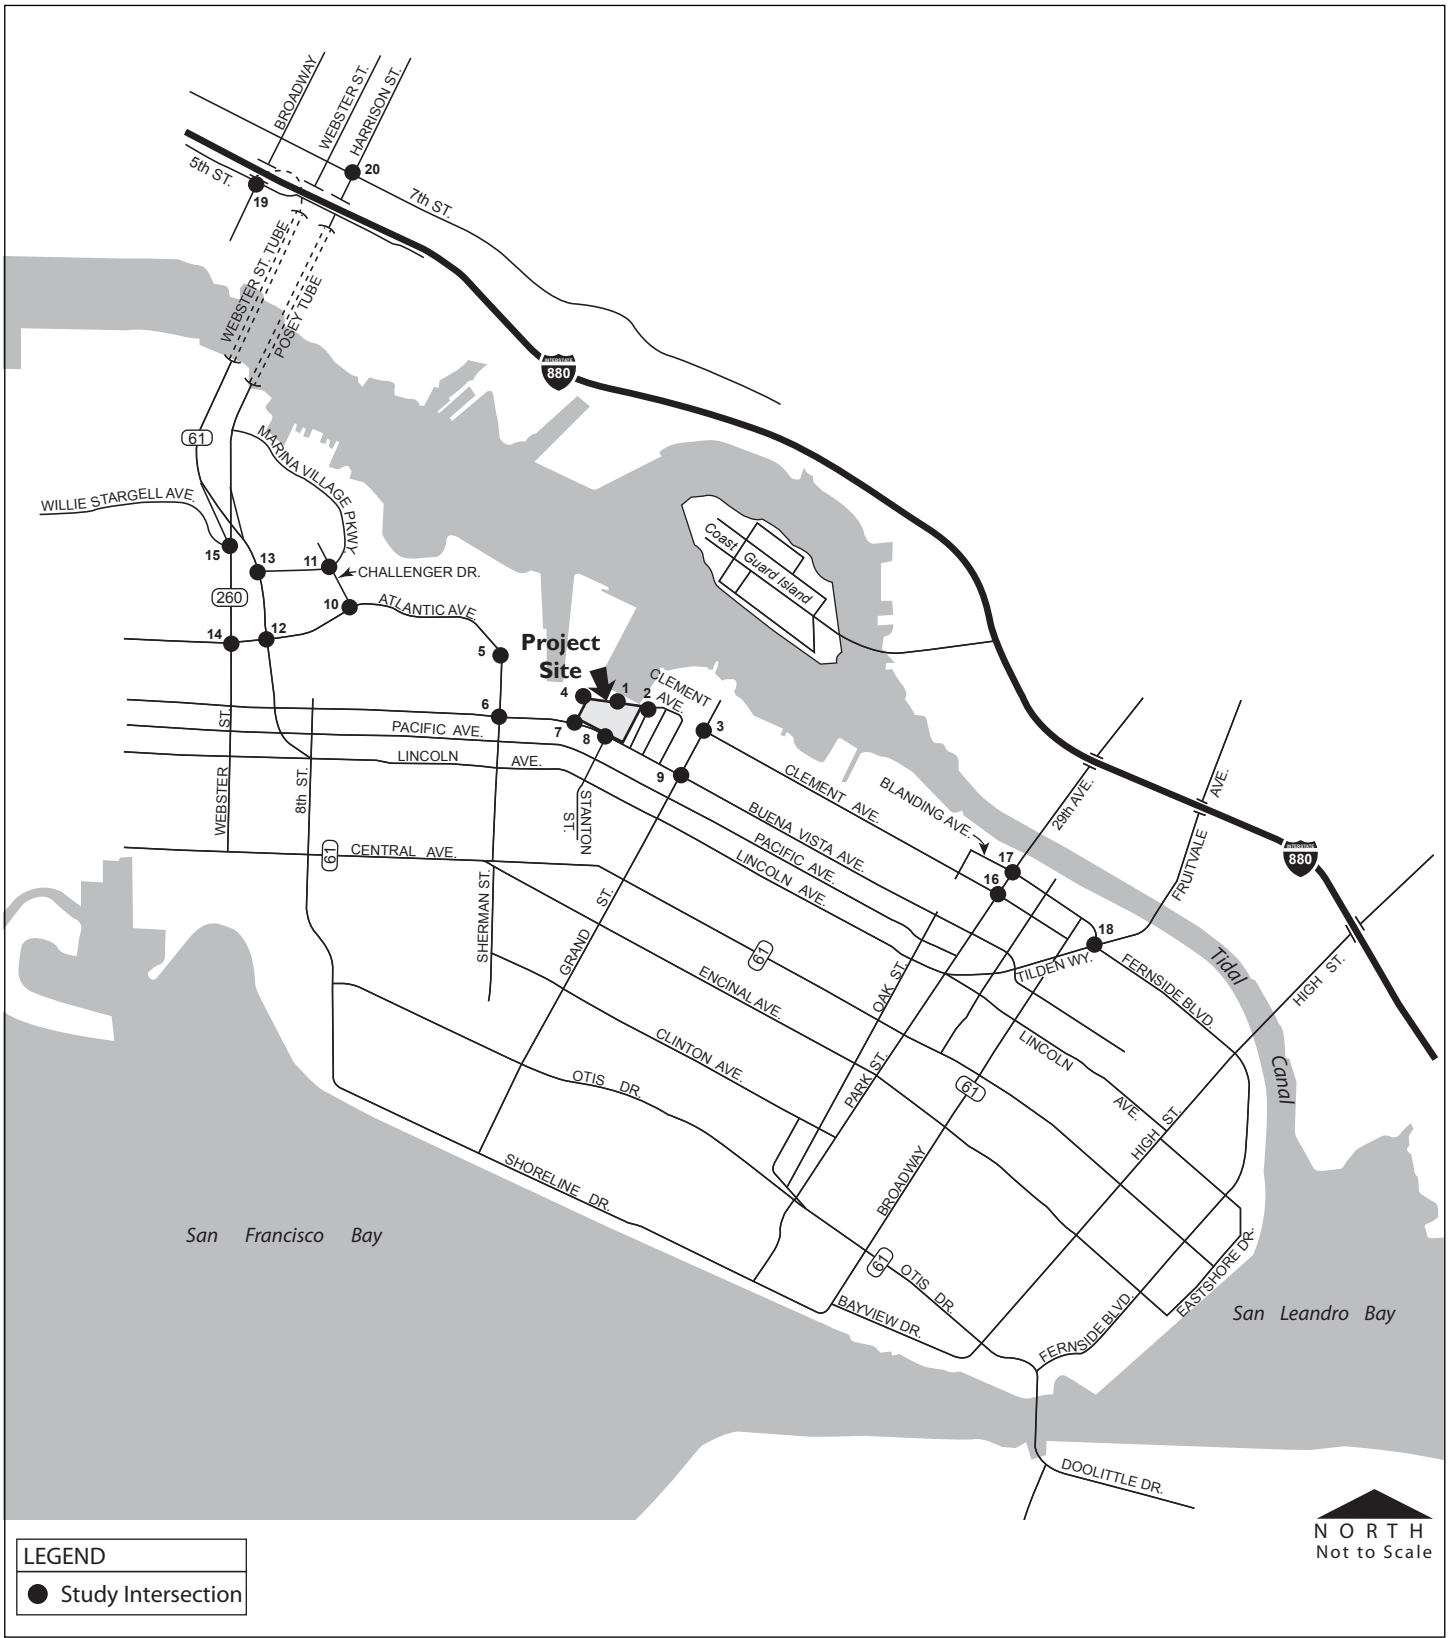 BROADWAY
WEBSTER ST.
HARRISON ST.
20
5th ST.
19
7th ST.
WEBSTER ST. TUBE
POSEY TUBE
INTERSTATE
880
61
MARINA VILLAGE PKWY.
WILLIE STARGELL AVE.
15
13
11
CHALLENGER DR.
260
10
ATLANTIC AVE.
14
12
5
Coast Guard Island
Project
Site
4
1
2
CLEMENT
AVE.
6
7
8
3
9
ST.
PACIFIC AVE.
LINCOLN AVE.
WEBSTER
8th ST.
STANTON
ST.
CLEMENT AVE.
BLANDING AVE.
29th AVE.
AVE.
FRUITVALE
BUENA VISTA AVE.
PACIFIC AVE.
LINCOLN AVE.
17
16
18
INTERSTATE
880
61
CENTRAL AVE.
SHERMAN ST.
GRAND ST.
61
ENCINAL AVE.
OAK ST.
TILDEN WY.
FERNSIDE BLVD.
Tidal
Canal
HIGH ST.
CLINTON AVE.
PARK ST.
LINCOLN
AVE.
OTIS DR.
61
HIGH ST.
SHORELINE DR.
BROADWAY
San Francisco Bay
61
OTIS DR.
BAYVIEW DR.
FERNSIDE BLVD.
EASTSHORE DR.
San Leandro Bay
DOOLITTLE DR.
NORTH
Not to Scale
LEGEND
Study Intersection